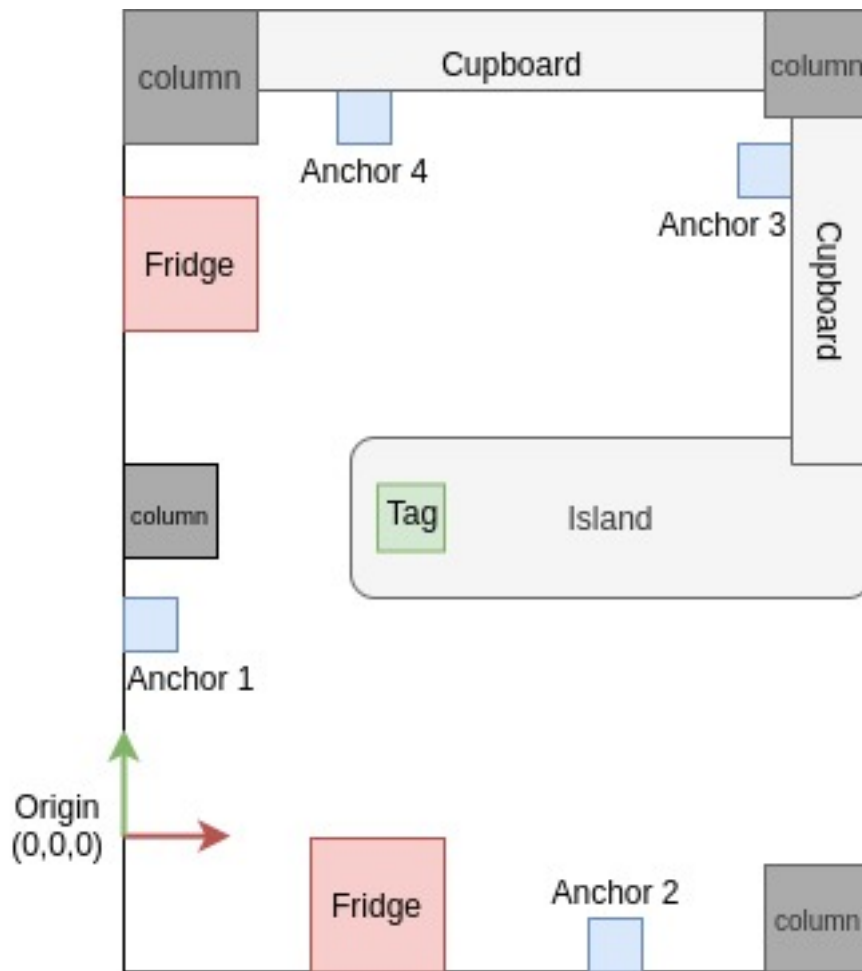 column
Cupboard
column
Anchor 4
Anchor 3
Fridge
Cupboard
Tag
Island
column
Anchor 1
Origin
(0,0,0)
Anchor 2
Fridge
column